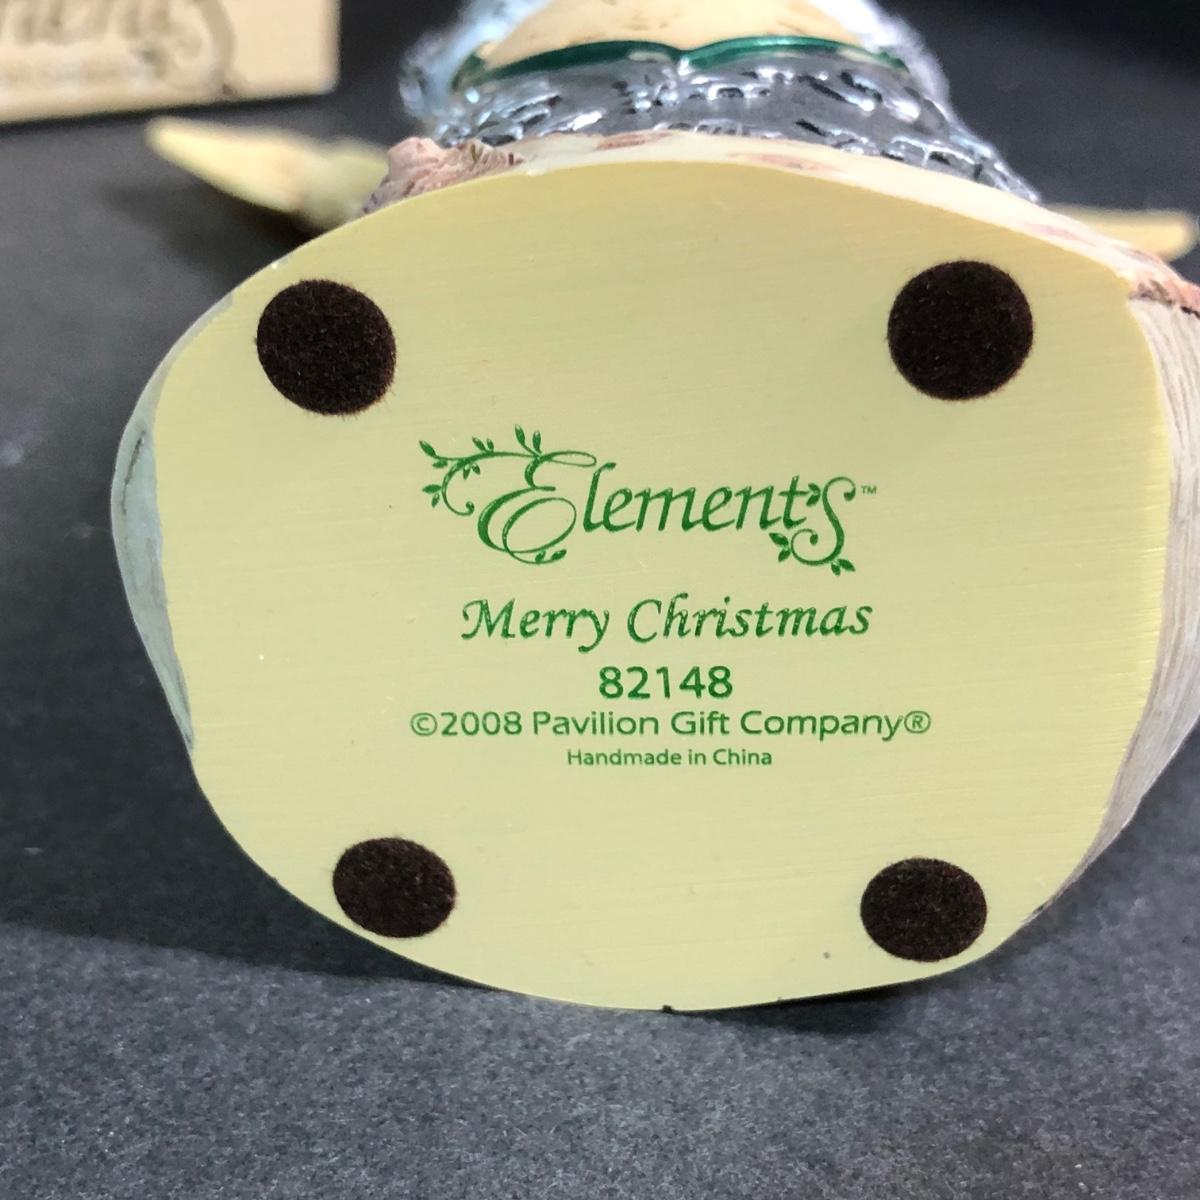 Elements™
Merry Christmas
82148
©2008 Pavilion Gift Company®
Handmade in China